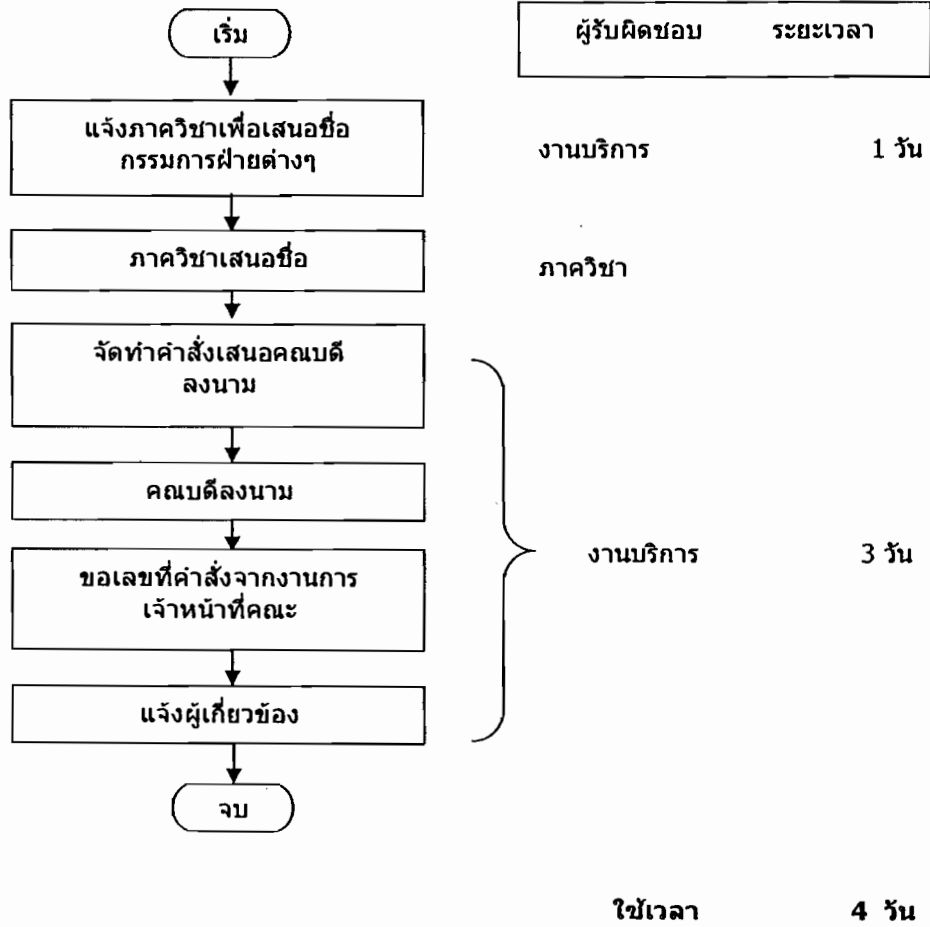 เริ่ม
ผู้รับผิดชอบ ระยะเวลา
แจ้งภาควิชาเพื่อเสนอชื่อ
กรรมการฝ่ายต่างๆ
งานบริการ 1 วัน
ภาควิชาเสนอชื่อ
ภาควิชา
จัดทำคำสั่งเสนอคณบดี
ลงนาม
คณบดีลงนาม
ขอเลขที่คำสั่งจากงานการ
เจ้าหน้าที่คณะ
งานบริการ 3 วัน
แจ้งผู้เกี่ยวข้อง
จบ
ใช้เวลา 4 วัน